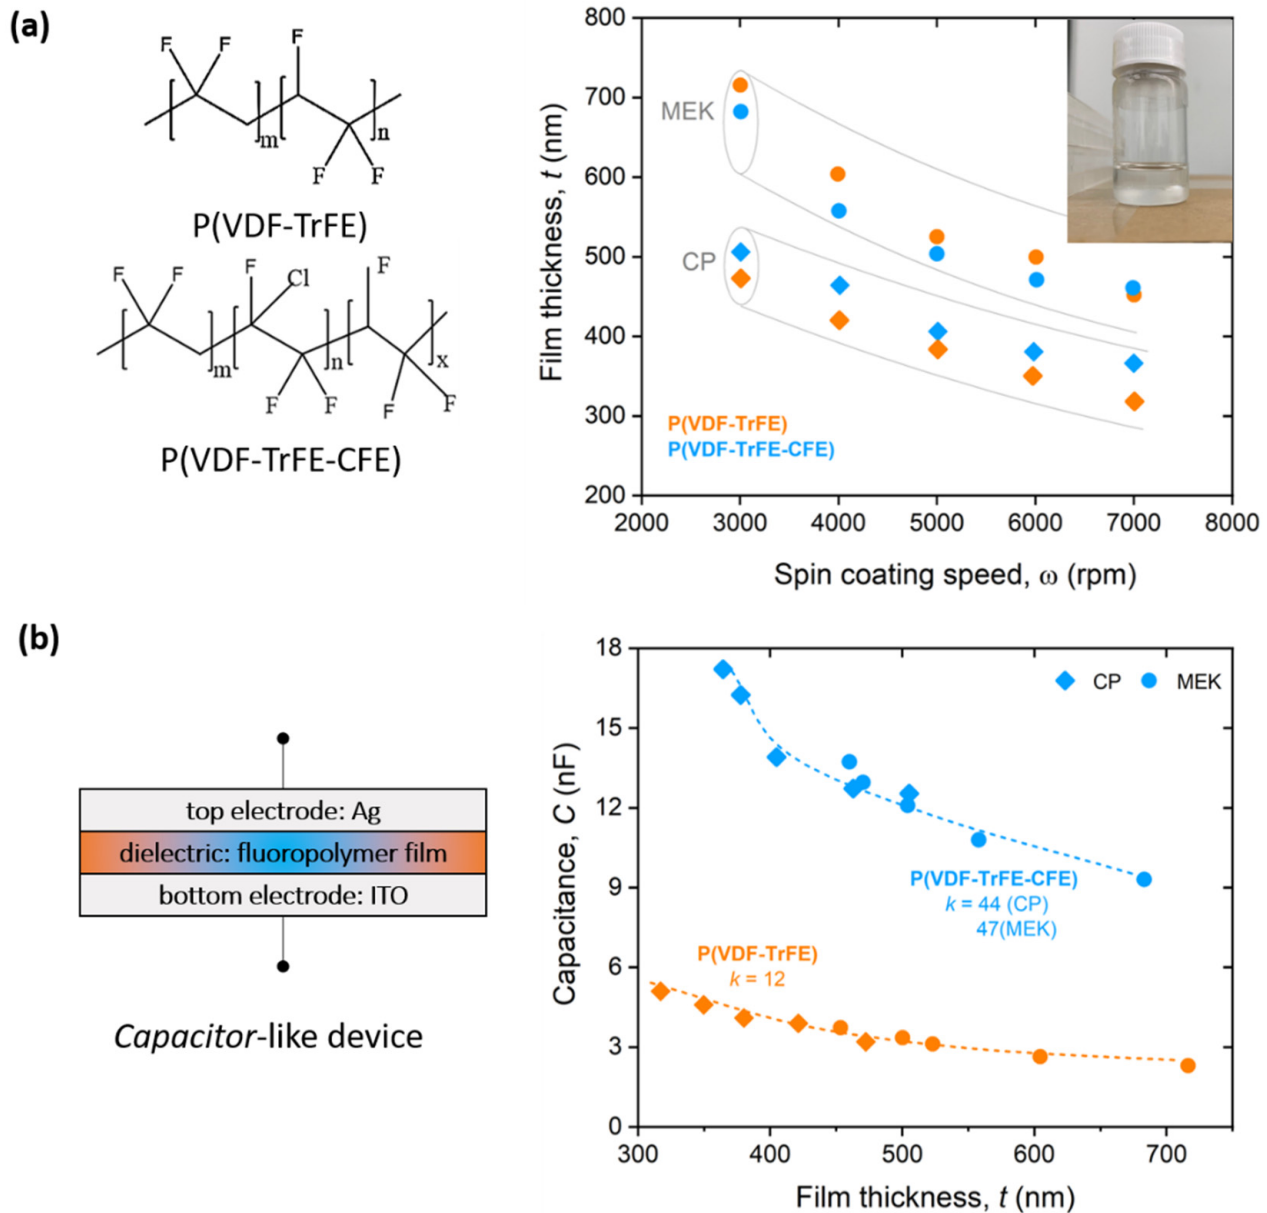 (a)
F
F
F
m
n
F
F
P(VDF-TrFE)
F
F
F
Cl
F
m
n
x
F
F
F
F
P(VDF-TrFE-CFE)
800
700
600
500
400
300
200
Film thickness, t (nm)
MEK
CP
P(VDF-TrFE)
P(VDF-TrFE-CFE)
2000
3000
4000
5000
6000
7000
8000
Spin coating speed, ω (rpm)
(b)
top electrode: Ag
dielectric: fluoropolymer film
bottom electrode: ITO
Capacitor-like device
18
15
12
9
6
3
0
Capacitance, C (nF)
CP
MEK
P(VDF-TrFE-CFE)
k = 44 (CP)
47(MEK)
P(VDF-TrFE)
k = 12
300
400
500
600
700
Film thickness, t (nm)